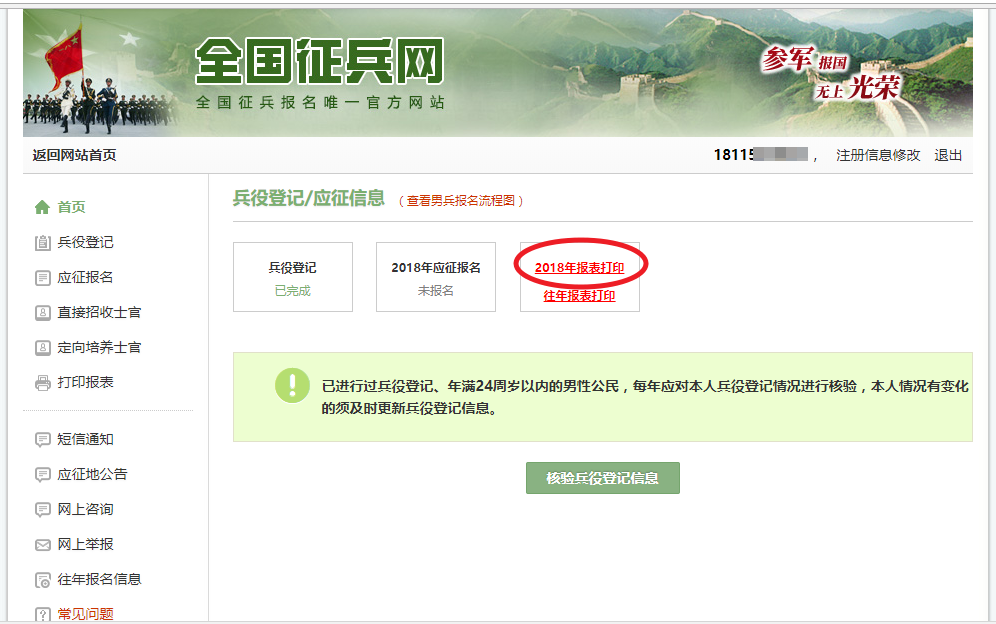 全国征兵网
全国征兵报名唯一官方网站
参军 报国
无上 光荣
返回网站首页
18115 , 注册信息修改 退出
首页
兵役登记
应征报名
直接招收士官
定向培养士官
打印报表
短信通知
应征地公告
网上咨询
网上举报
往年报名信息
常见问题
兵役登记/应征信息 (查看男兵报名流程图)
兵役登记
已完成
2018年应征报名
未报名
2018年报表打印
往年报表打印
已进行过兵役登记、年满24周岁以内的男性公民，每年应对本人兵役登记情况进行核验，本人情况有变化
的须及时更新兵役登记信息。
核验兵役登记信息